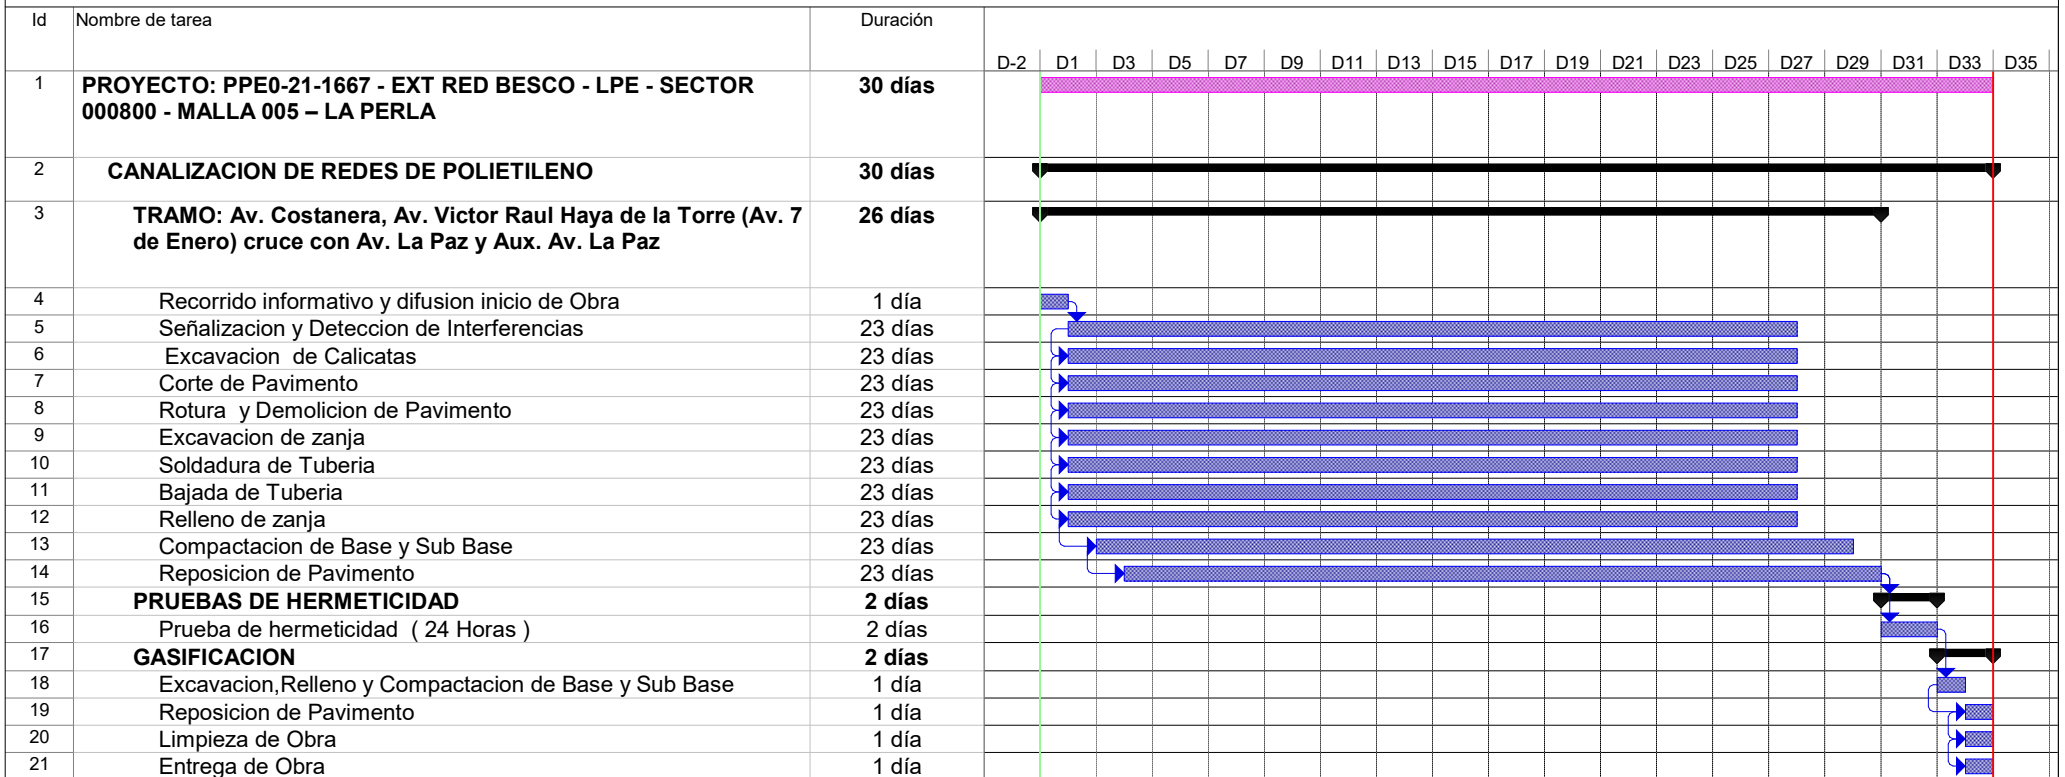 Id Nombre de tarea Duración
D-2 D1 D3 D5 D7 D9 D11 D13 D15 D17 D19 D21 D23 D25 D27 D29 D31 D33 D35
1 PROYECTO: PPE0-21-1667 - EXT RED BESCO - LPE - SECTOR 30 días
000800 - MALLA 005 – LA PERLA
2 CANALIZACION DE REDES DE POLIETILENO 30 días
3 TRAMO: Av. Costanera, Av. Victor Raul Haya de la Torre (Av. 7 26 días
de Enero) cruce con Av. La Paz y Aux. Av. La Paz
4 Recorrido informativo y difusion inicio de Obra 1 día
5 Señalizacion y Deteccion de Interferencias 23 días
6 Excavacion de Calicatas 23 días
7 Corte de Pavimento 23 días
8 Rotura y Demolicion de Pavimento 23 días
9 Excavacion de zanja 23 días
10 Soldadura de Tuberia 23 días
11 Bajada de Tuberia 23 días
12 Relleno de zanja 23 días
13 Compactacion de Base y Sub Base 23 días
14 Reposicion de Pavimento 23 días
15 PRUEBAS DE HERMETICIDAD 2 días
16 Prueba de hermeticidad ( 24 Horas ) 2 días
17 GASIFICACION 2 días
18 Excavacion,Relleno y Compactacion de Base y Sub Base 1 día
19 Reposicion de Pavimento 1 día
20 Limpieza de Obra 1 día
21 Entrega de Obra 1 día